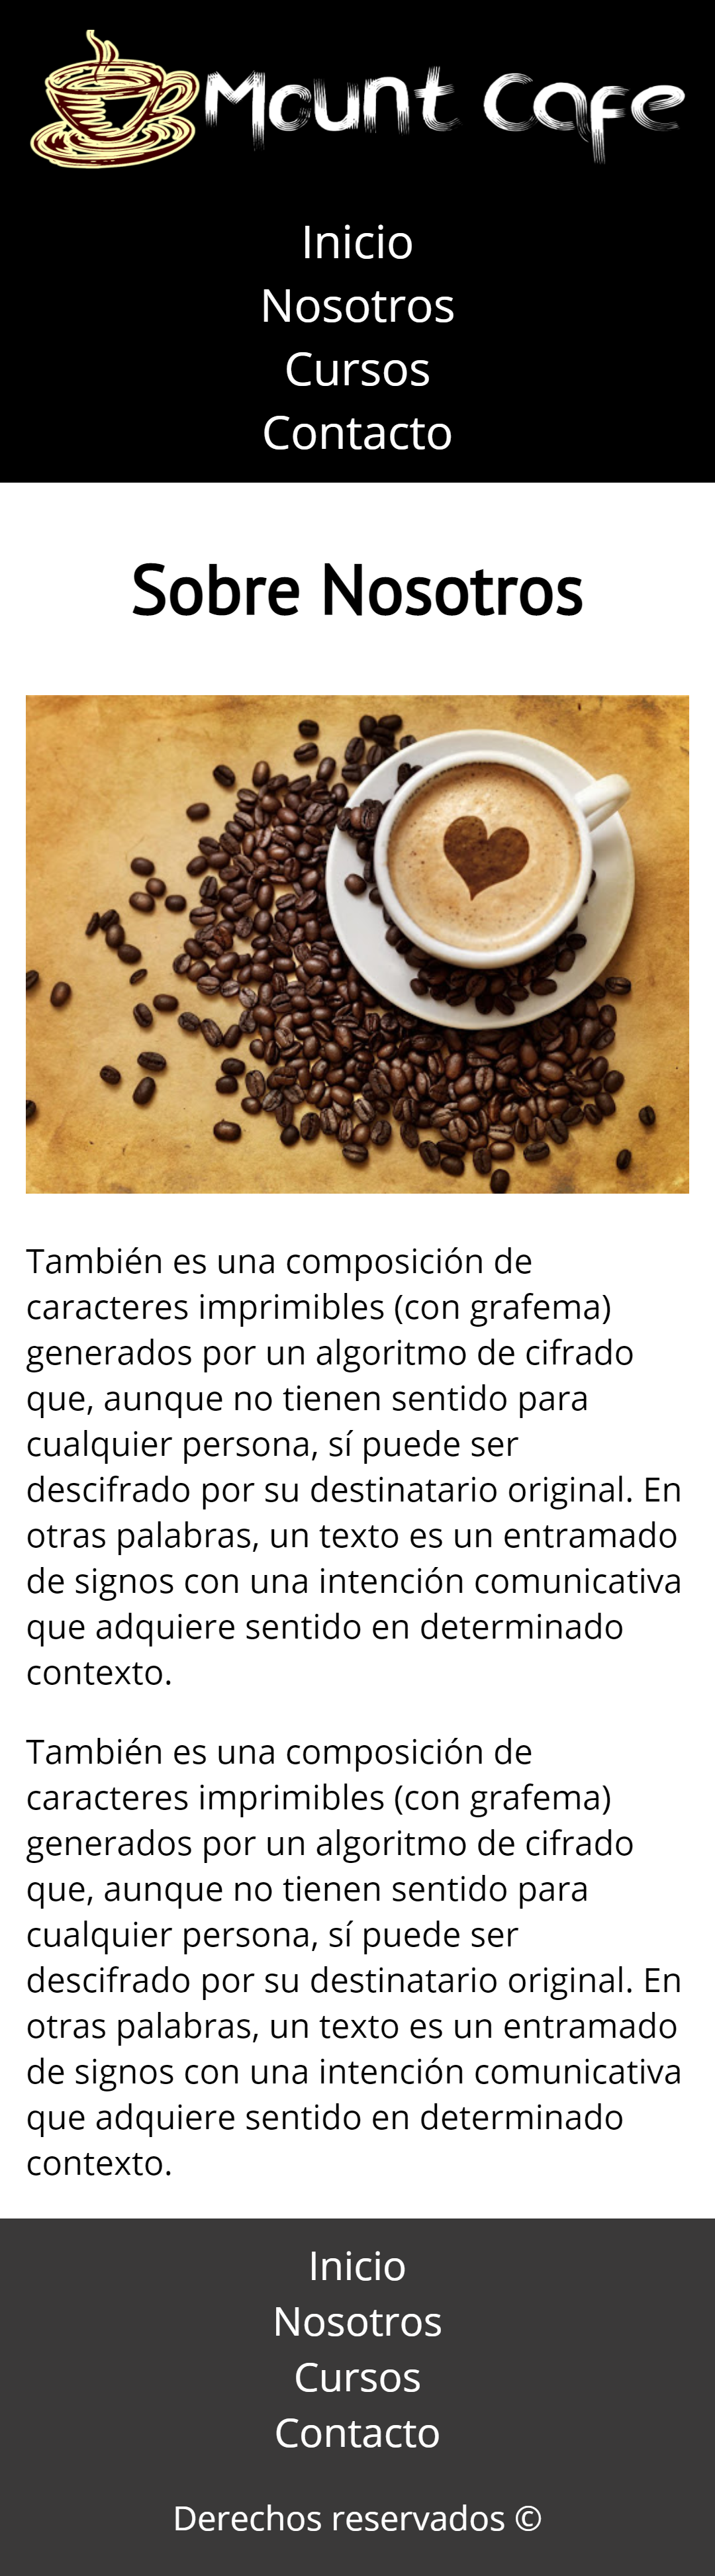 Mount Cafe
Inicio
Nosotros
Cursos
Contacto
Sobre Nosotros
También es una composición de
caracteres imprimibles (con grafema)
generados por un algoritmo de cifrado
que, aunque no tienen sentido para
cualquier persona, sí puede ser
descifrado por su destinatario original. En
otras palabras, un texto es un entramado
de signos con una intención comunicativa
que adquiere sentido en determinado
contexto.
También es una composición de
caracteres imprimibles (con grafema)
generados por un algoritmo de cifrado
que, aunque no tienen sentido para
cualquier persona, sí puede ser
descifrado por su destinatario original. En
otras palabras, un texto es un entramado
de signos con una intención comunicativa
que adquiere sentido en determinado
contexto.
Inicio
Nosotros
Cursos
Contacto
Derechos reservados ©